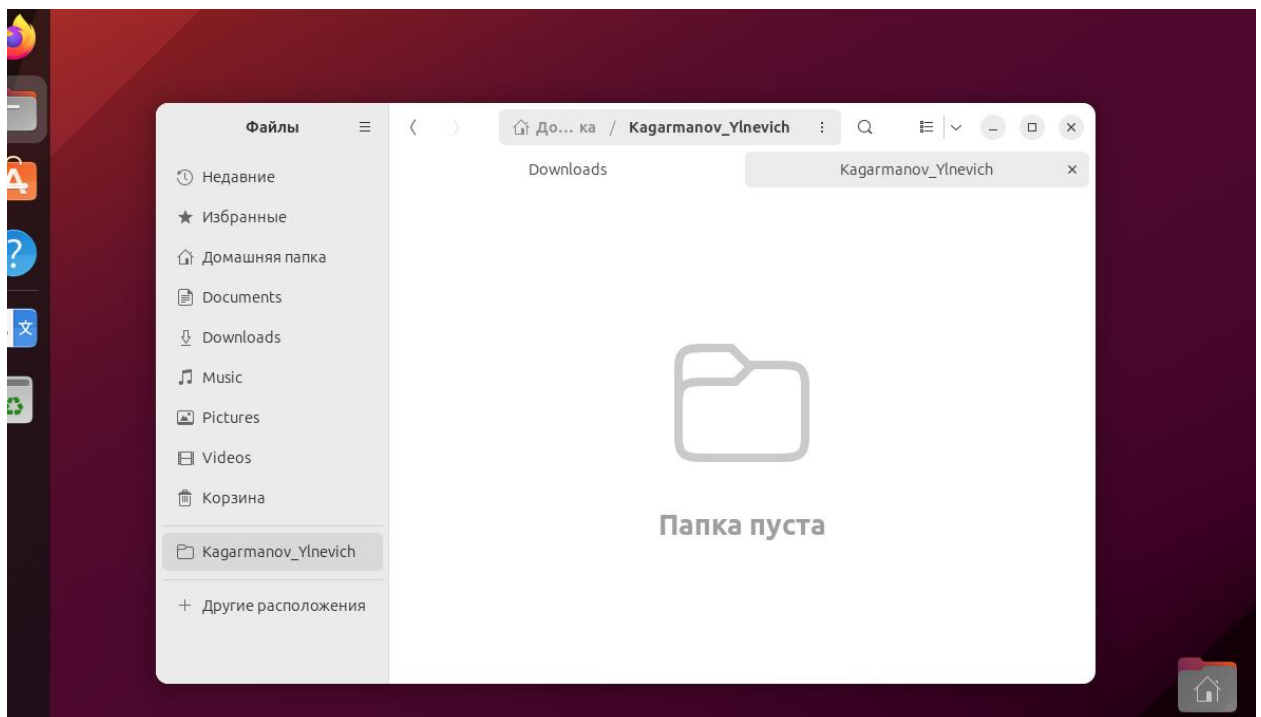 Файлы
До... ка / Kagarmanov_Ylnevich
Downloads
Kagarmanov_Ylnevich
Недавние
Избранные
Домашняя папка
Documents
Downloads
Music
Pictures
Videos
Корзина
Kagarmanov_Ylnevich
Другие расположения
Папка пуста
?
文